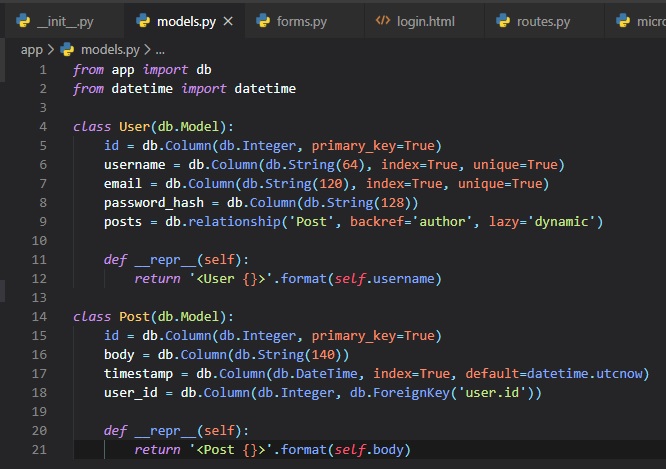 __init__.py models.py forms.py login.html routes.py micro
app > models.py > ...
1 from app import db
2 from datetime import datetime
3
4 class User(db.Model):
5     id = db.Column(db.Integer, primary_key=True)
6     username = db.Column(db.String(64), index=True, unique=True)
7     email = db.Column(db.String(120), index=True, unique=True)
8     password_hash = db.Column(db.String(128))
9     posts = db.relationship('Post', backref='author', lazy='dynamic')
10
11     def __repr__(self):
12         return '<User {}>'.format(self.username)
13
14 class Post(db.Model):
15     id = db.Column(db.Integer, primary_key=True)
16     body = db.Column(db.String(140))
17     timestamp = db.Column(db.DateTime, index=True, default=datetime.utcnow)
18     user_id = db.Column(db.Integer, db.ForeignKey('user.id'))
19
20     def __repr__(self):
21         return '<Post {}>'.format(self.body)